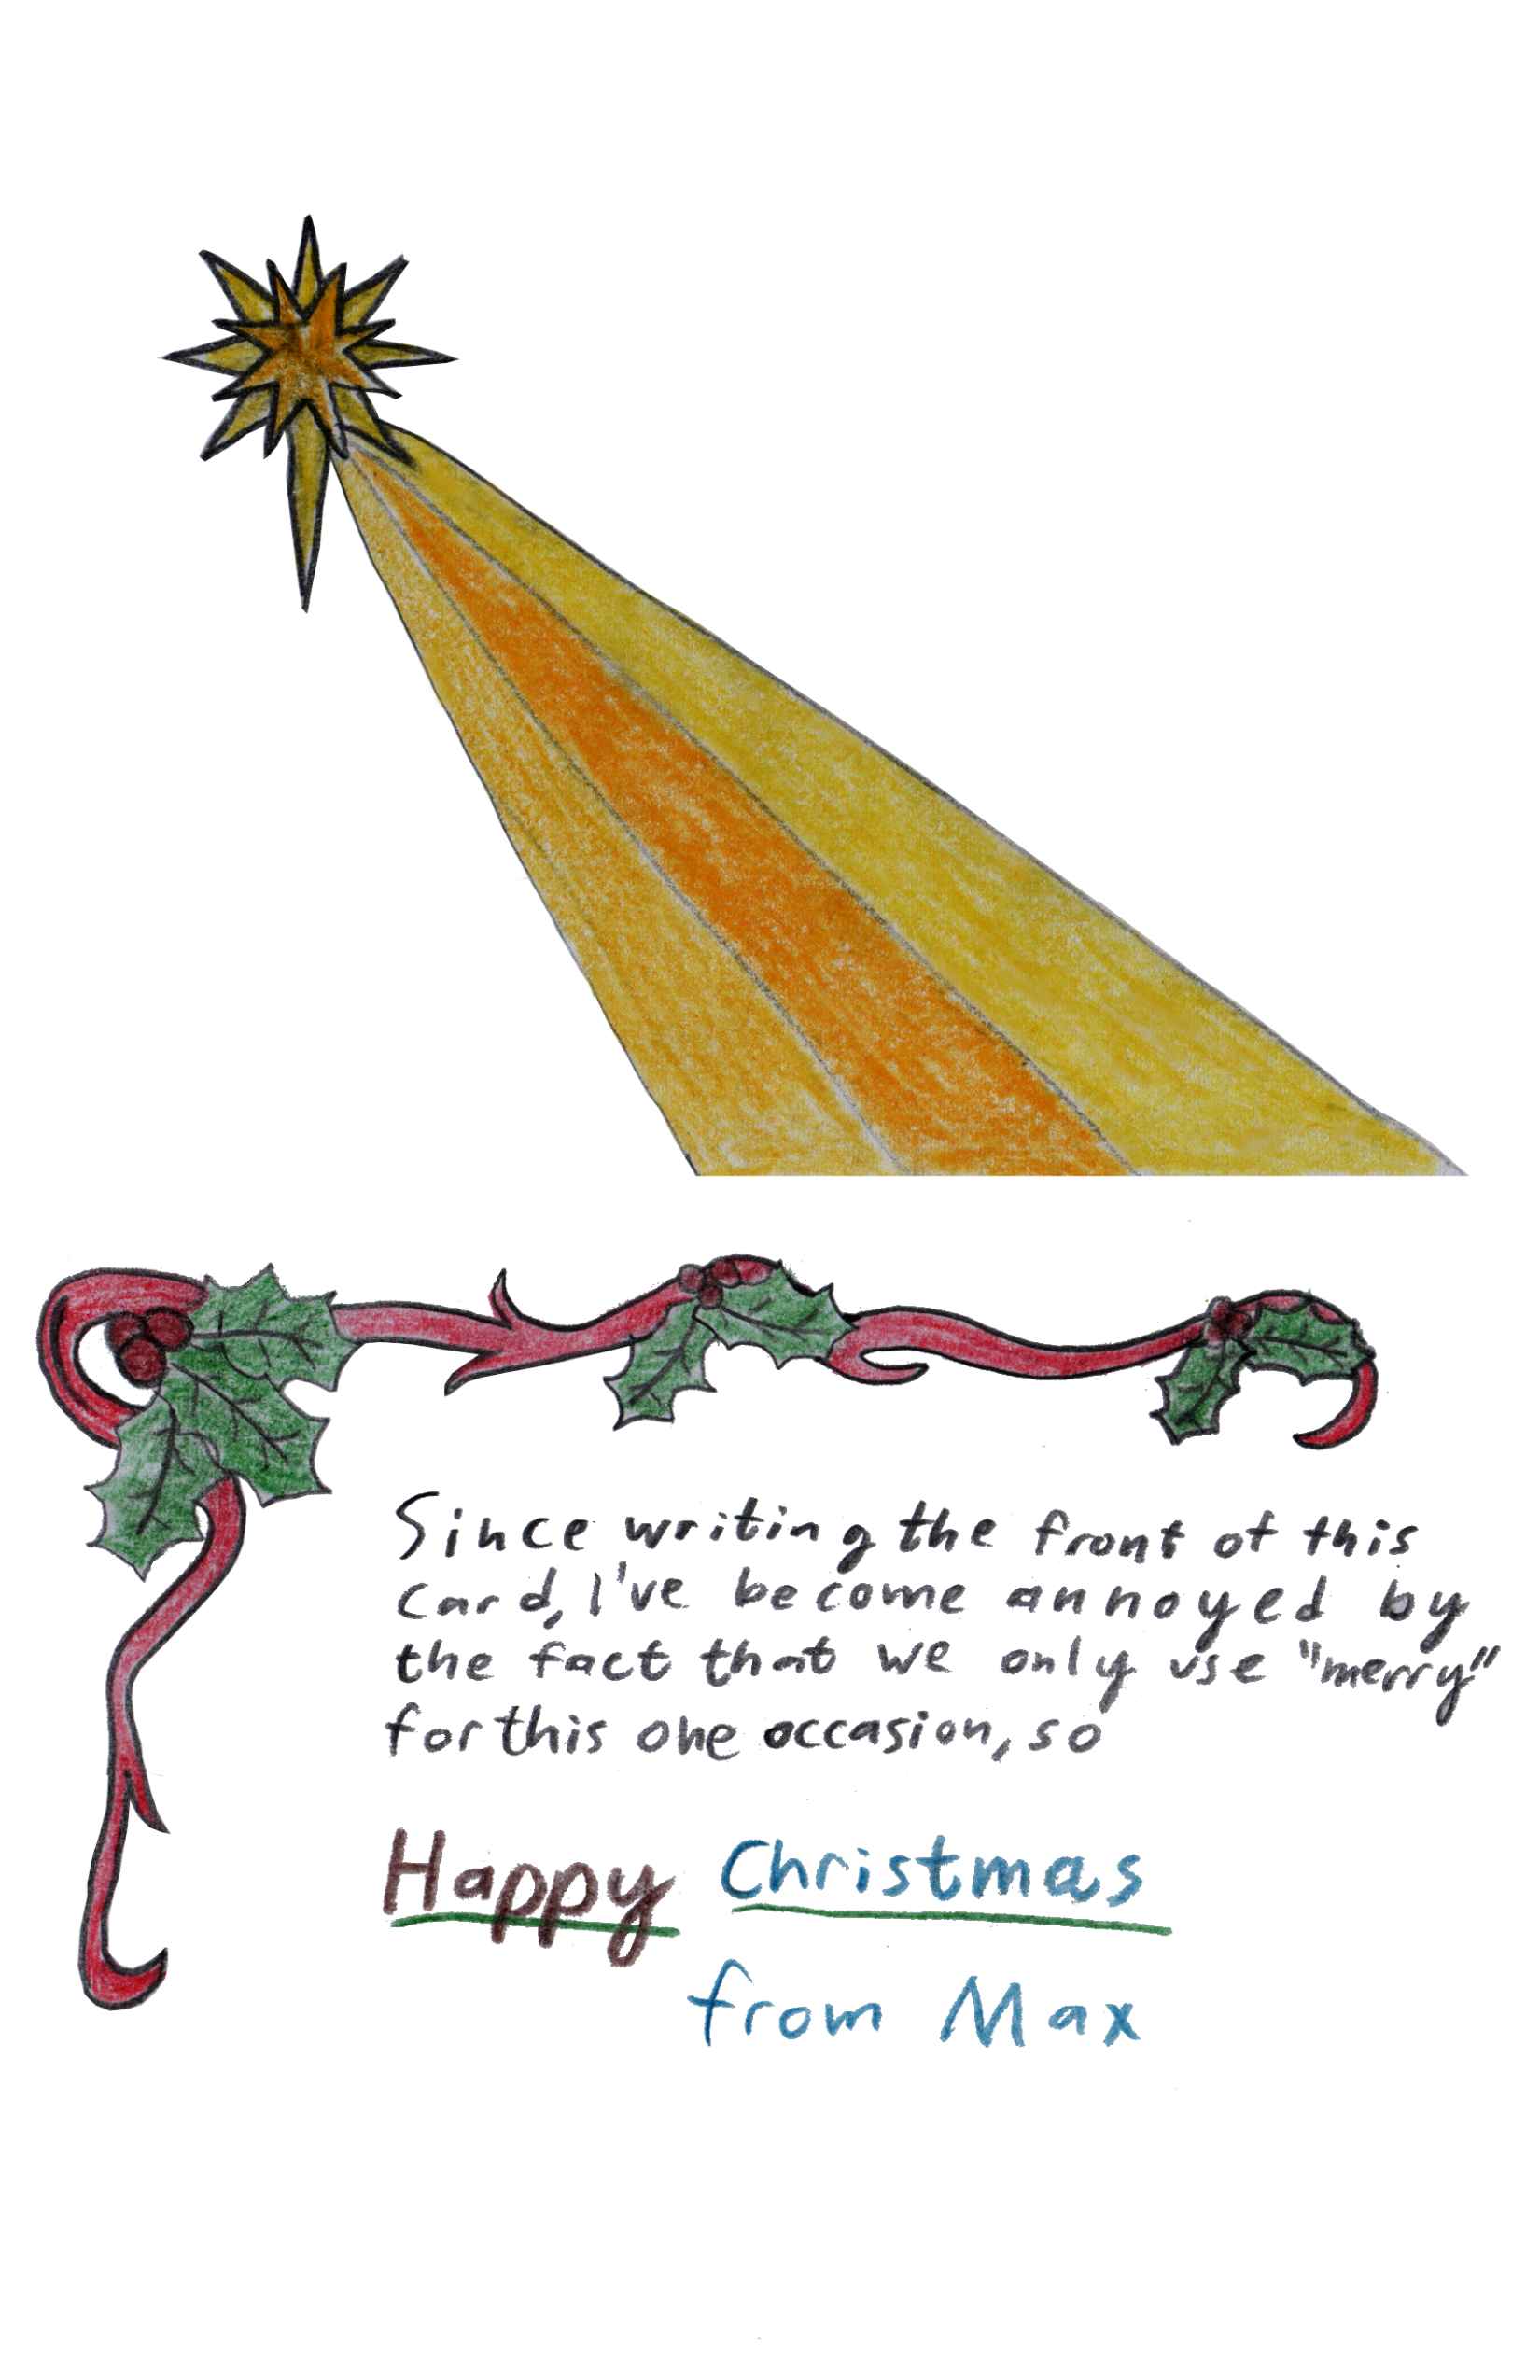 Since writing the front of this
card, I've become annoyed by
the fact that we only use "merry"
for this one occasion, so
Happy Christmas
from Max